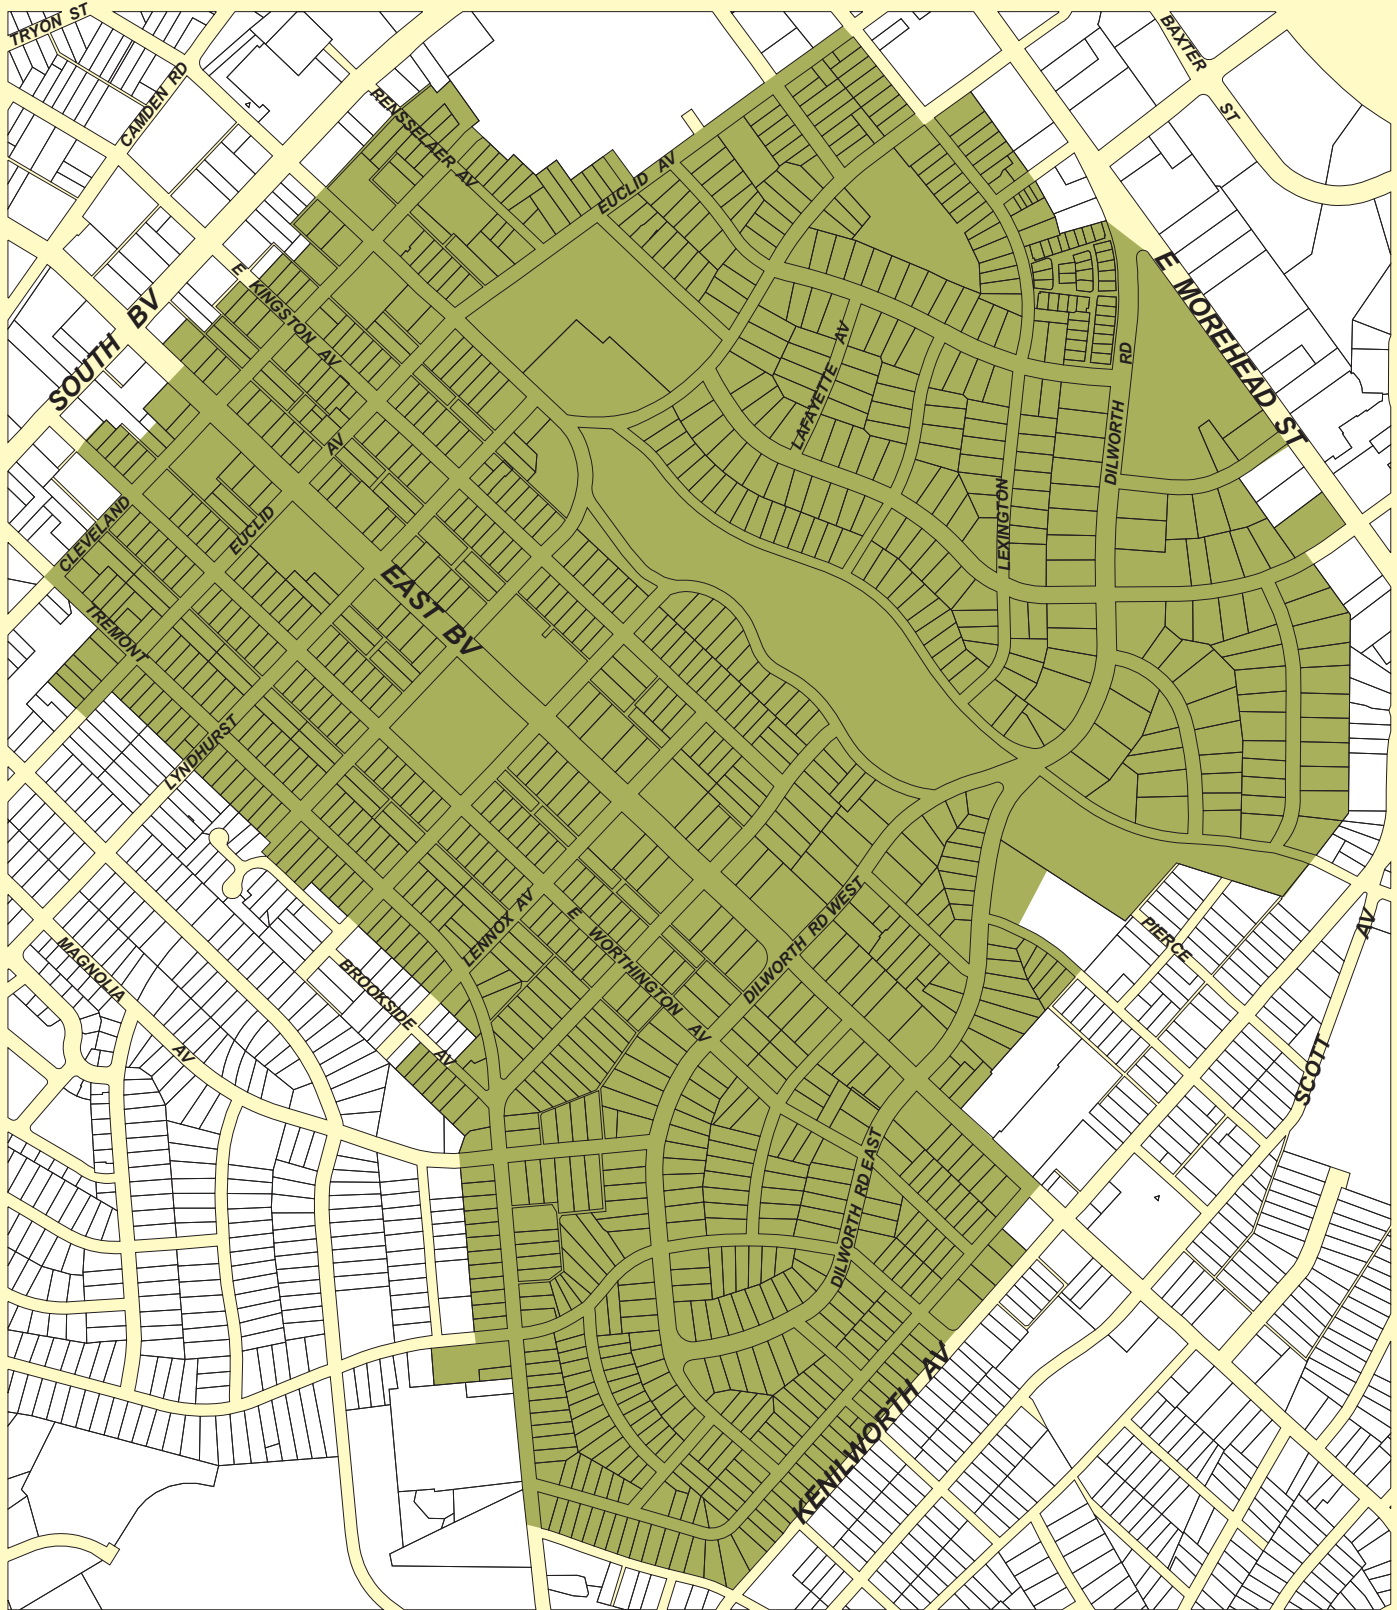 TRYON ST
CAMDEN RD
BAXTER
ST
RENSSELAER AV
EUCLID AV
E KINGSTON AV
SOUTH BV
E MOREHEAD ST
LAFAYETTE AV
DILWORTH RD
AV
EUCLID
CLEVELAND
LEXINGTON
EAST BV
TREMONT
LYNDHURST
LENNOX AV
E WORTHINGTON AV
DILWORTH RD WEST
PIERCE
SCOTT AV
MAGNOLIA AV
BROOKSIDE AV
DILWORTH RD EAST
KENILWORTH AV